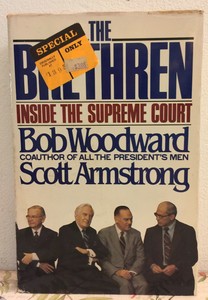 THE
BRETHREN
SPECIAL
ONLY
INSIDE THE SUPREME COURT
Bob Woodward
COAUTHOR OF ALL THE PRESIDENT'S MEN
Scott Armstrong